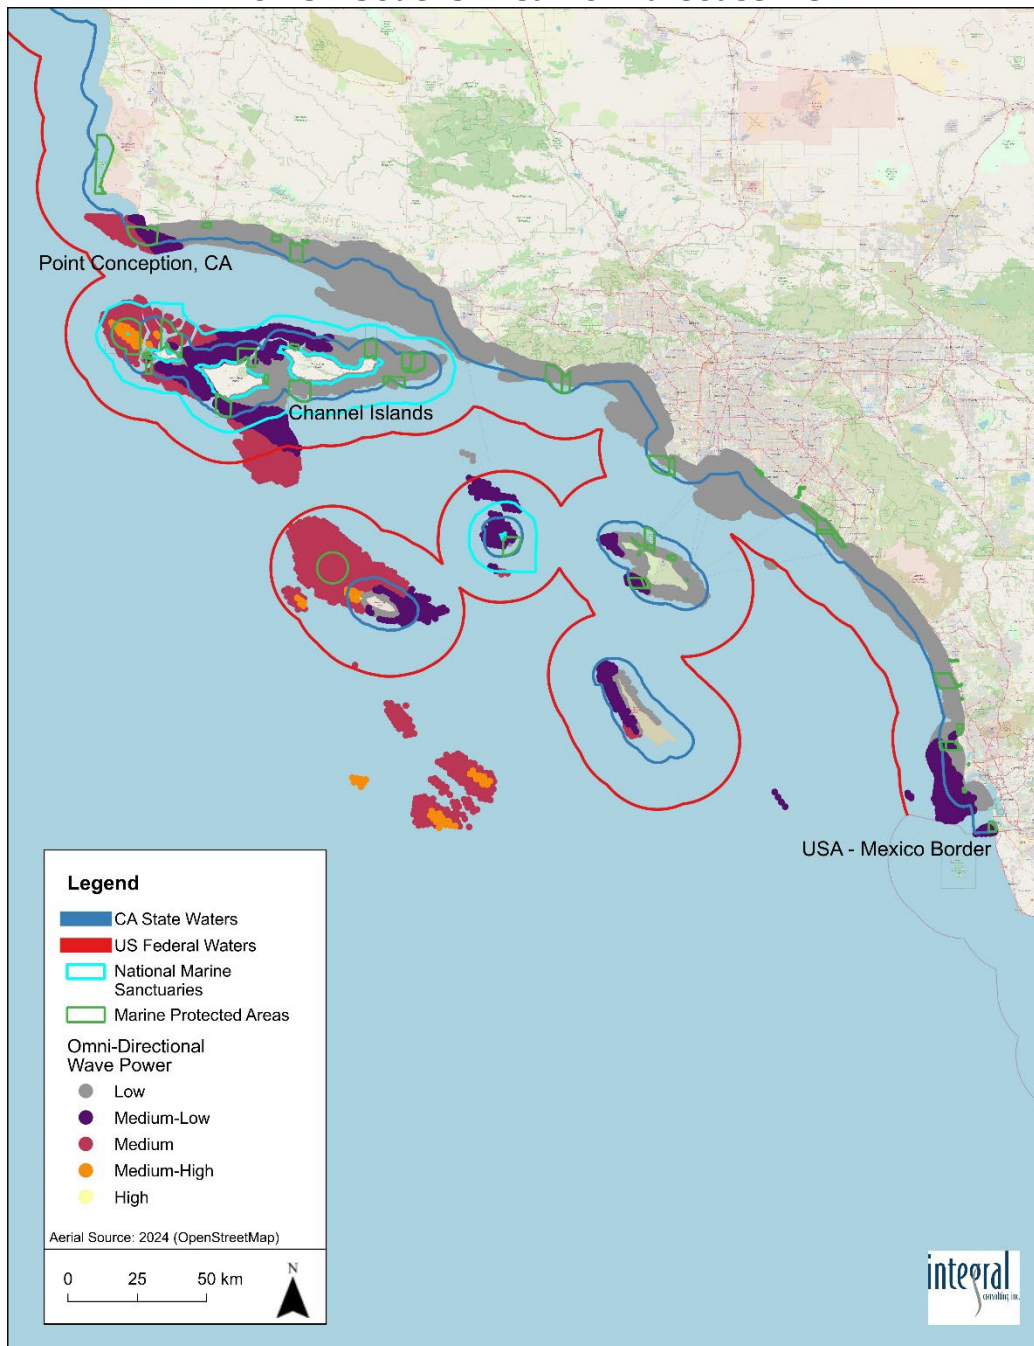 Point Conception, CA
Channel Islands
USA - Mexico Border
Legend
CA State Waters
US Federal Waters
National Marine
Sanctuaries
Marine Protected Areas
Omni-Directional
Wave Power
Low
Medium-Low
Medium
Medium-High
High
Aerial Source: 2024 (OpenStreetMap)
0 25 50 km
N
integral
consulting inc.